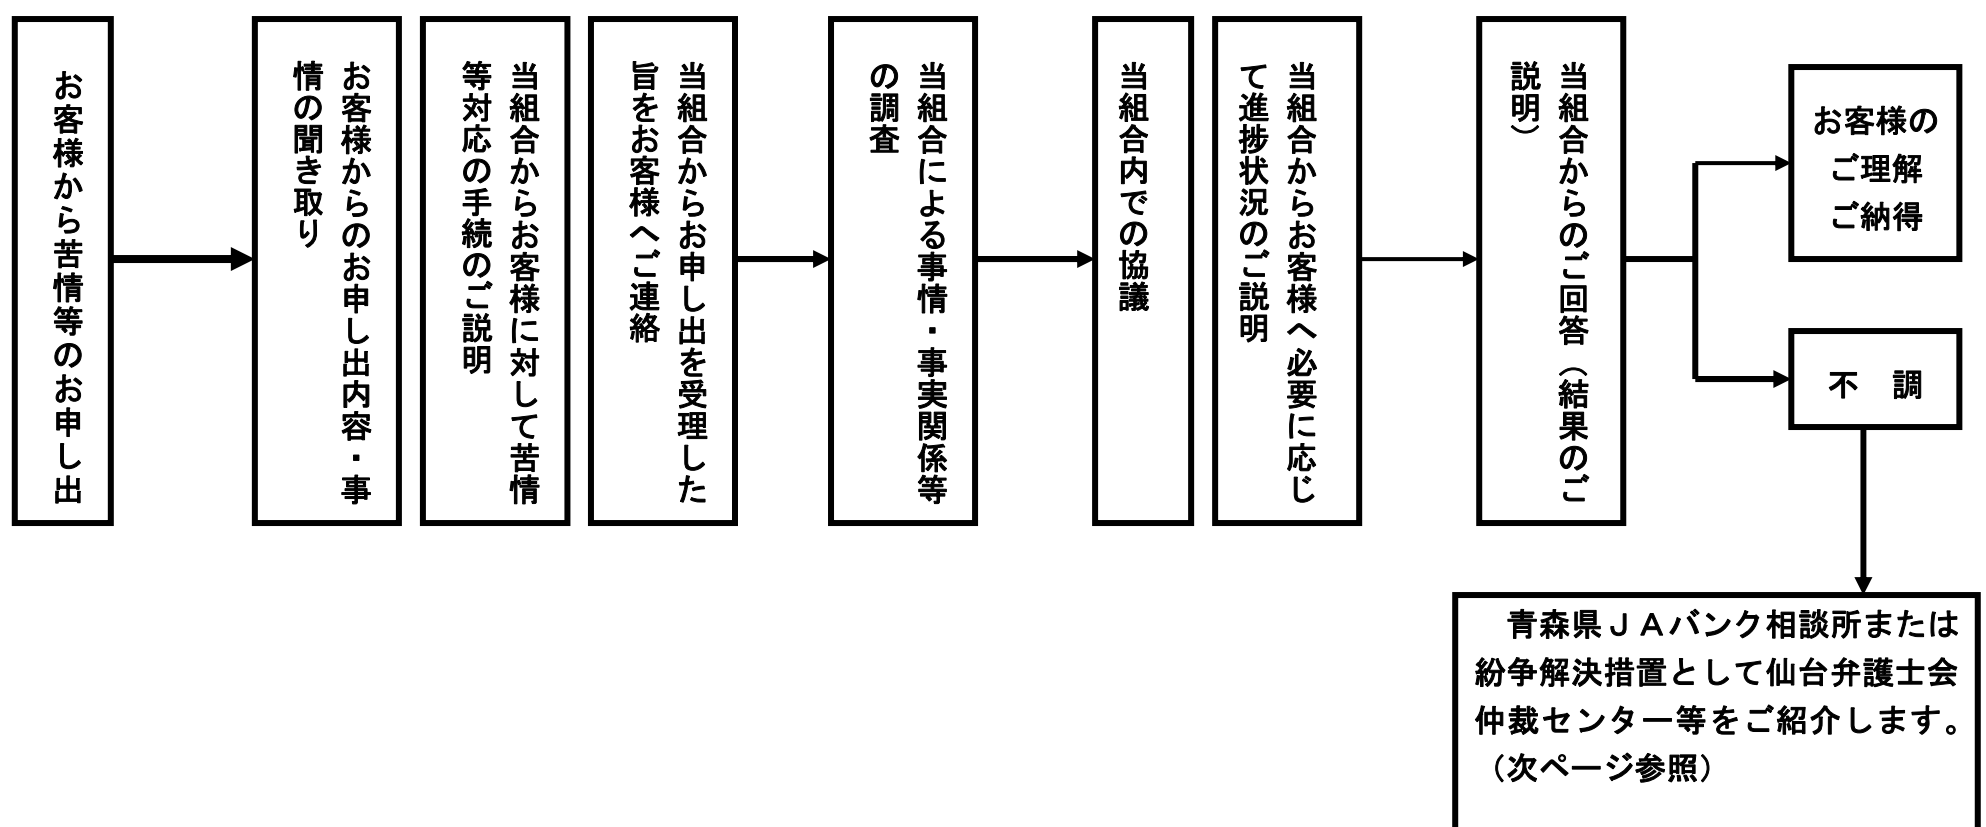 お客様から苦情等のお申し出
お客様からのお申し出内容・事
情の聞き取り
当組合からお客様に対して苦情
等対応の手続のご説明
当組合からお申し出を受理した
旨をお客様へご連絡
当組合による事情・事実関係等
の調査
当組合内での協議
当組合からお客様へ必要に応じ
て進捗状況のご説明
当組合からのご回答（結果のご
説明）
お客様の
ご理解
ご納得
不　調
青森県ＪＡバンク相談所または
紛争解決措置として仙台弁護士会
仲裁センター等をご紹介します。
（次ページ参照）